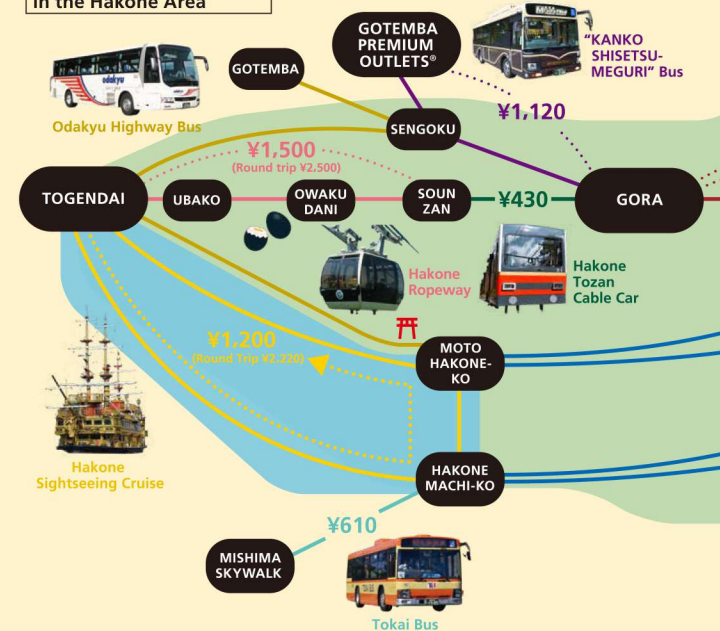 in the Hakone Area
GOTEMBA
PREMIUM
OUTLETS®
"KANKO
SHISETSU-
MEGURI" Bus
GOTEMBA
odakyu
Odakyu Highway Bus
¥1,120
SENGOKU
¥1,500
(Round trip ¥2,500)
TOGENDAI
UBAKO
OWAKU
DANI
SOUN
ZAN
¥430
GORA
Hakone
Ropeway
Hakone
Tozan
Cable Car
¥1,200
(Round Trip ¥2,220)
MOTO
HAKONE-
KO
Hakone
Sightseeing Cruise
HAKONE
MACHI-KO
¥610
MISHIMA
SKYWALK
Tokai Bus